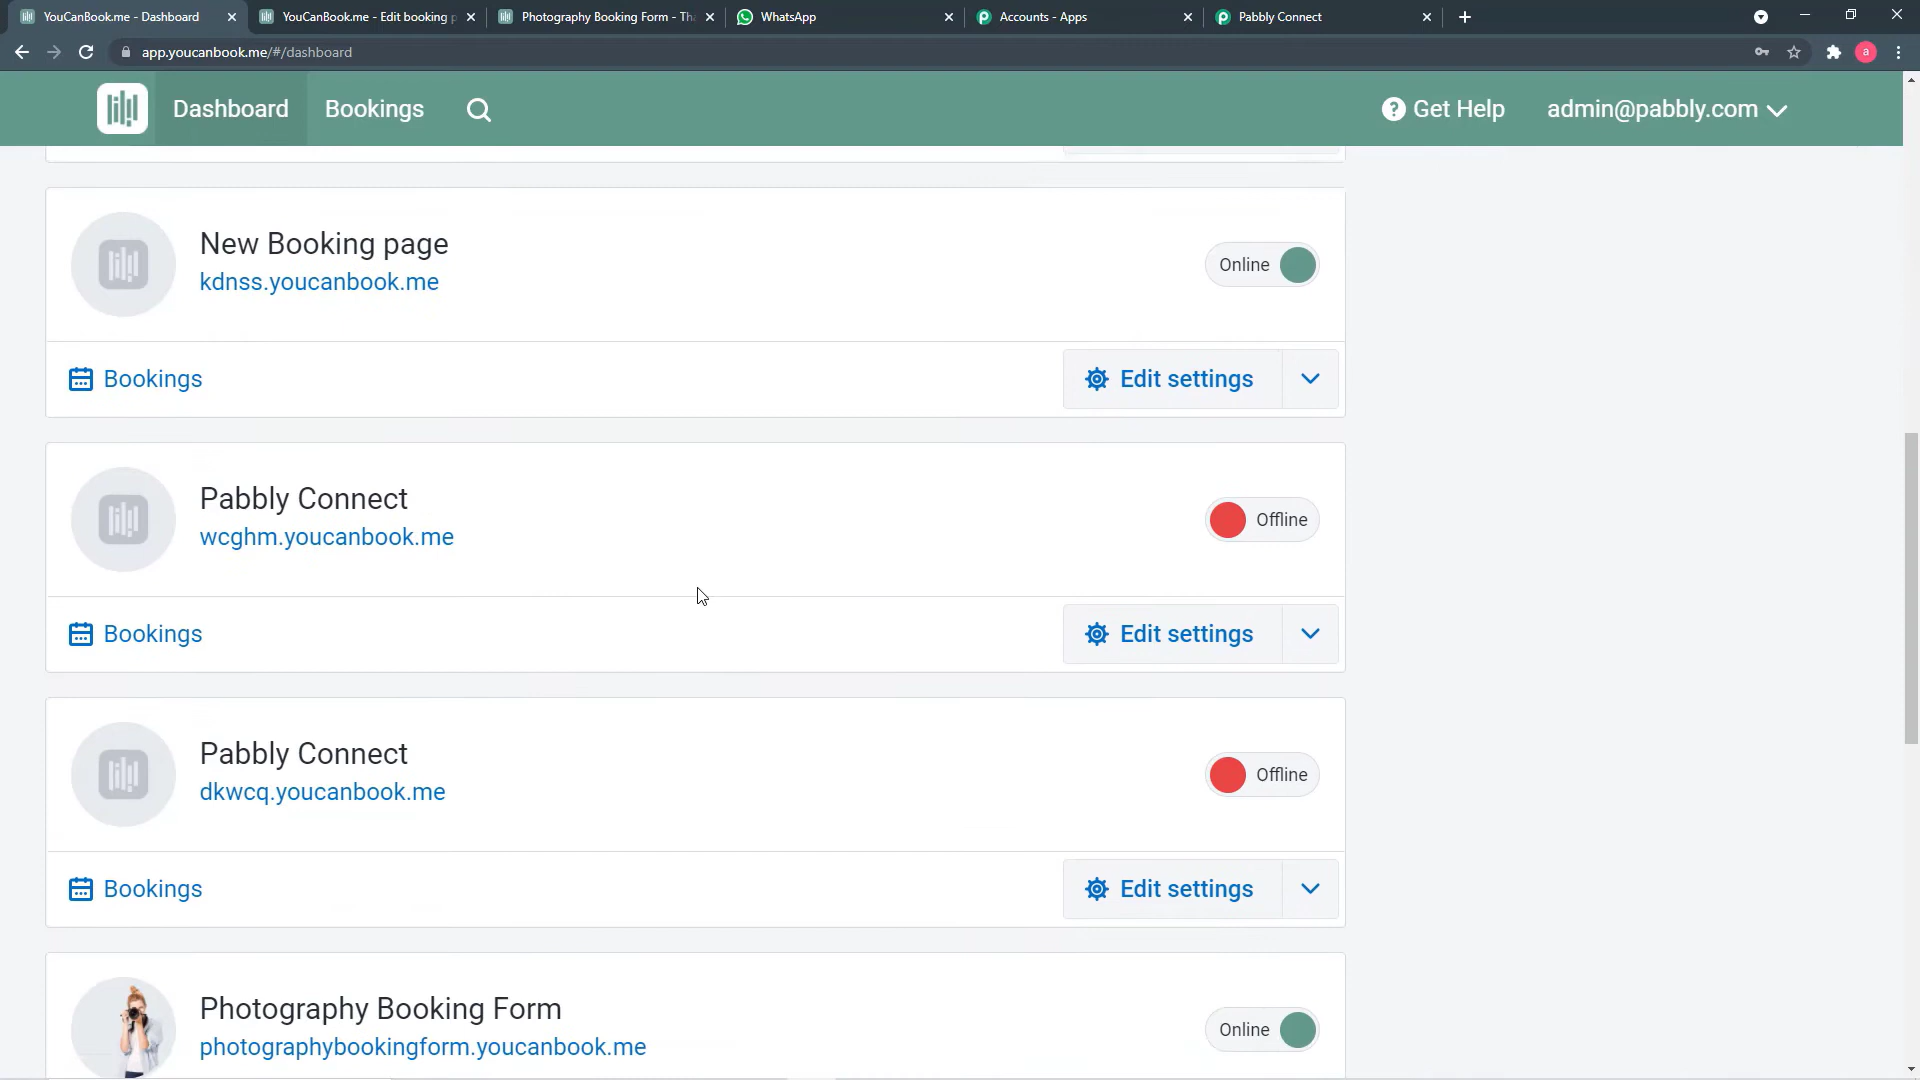 YouCanBook.me - Dashboard
YouCanBook.me - Edit booking p
Photography Booking Form - Tha
WhatsApp
Accounts - Apps
Pabbly Connect
app.youcanbook.me/#/dashboard
a
Dashboard
Bookings
? Get Help
admin@pabbly.com
New Booking page
kdnss.youcanbook.me
Online
Bookings
Edit settings
Pabbly Connect
wcghm.youcanbook.me
Offline
Bookings
Edit settings
Pabbly Connect
dkwcq.youcanbook.me
Offline
Bookings
Edit settings
Photography Booking Form
photographybookingform.youcanbook.me
Online